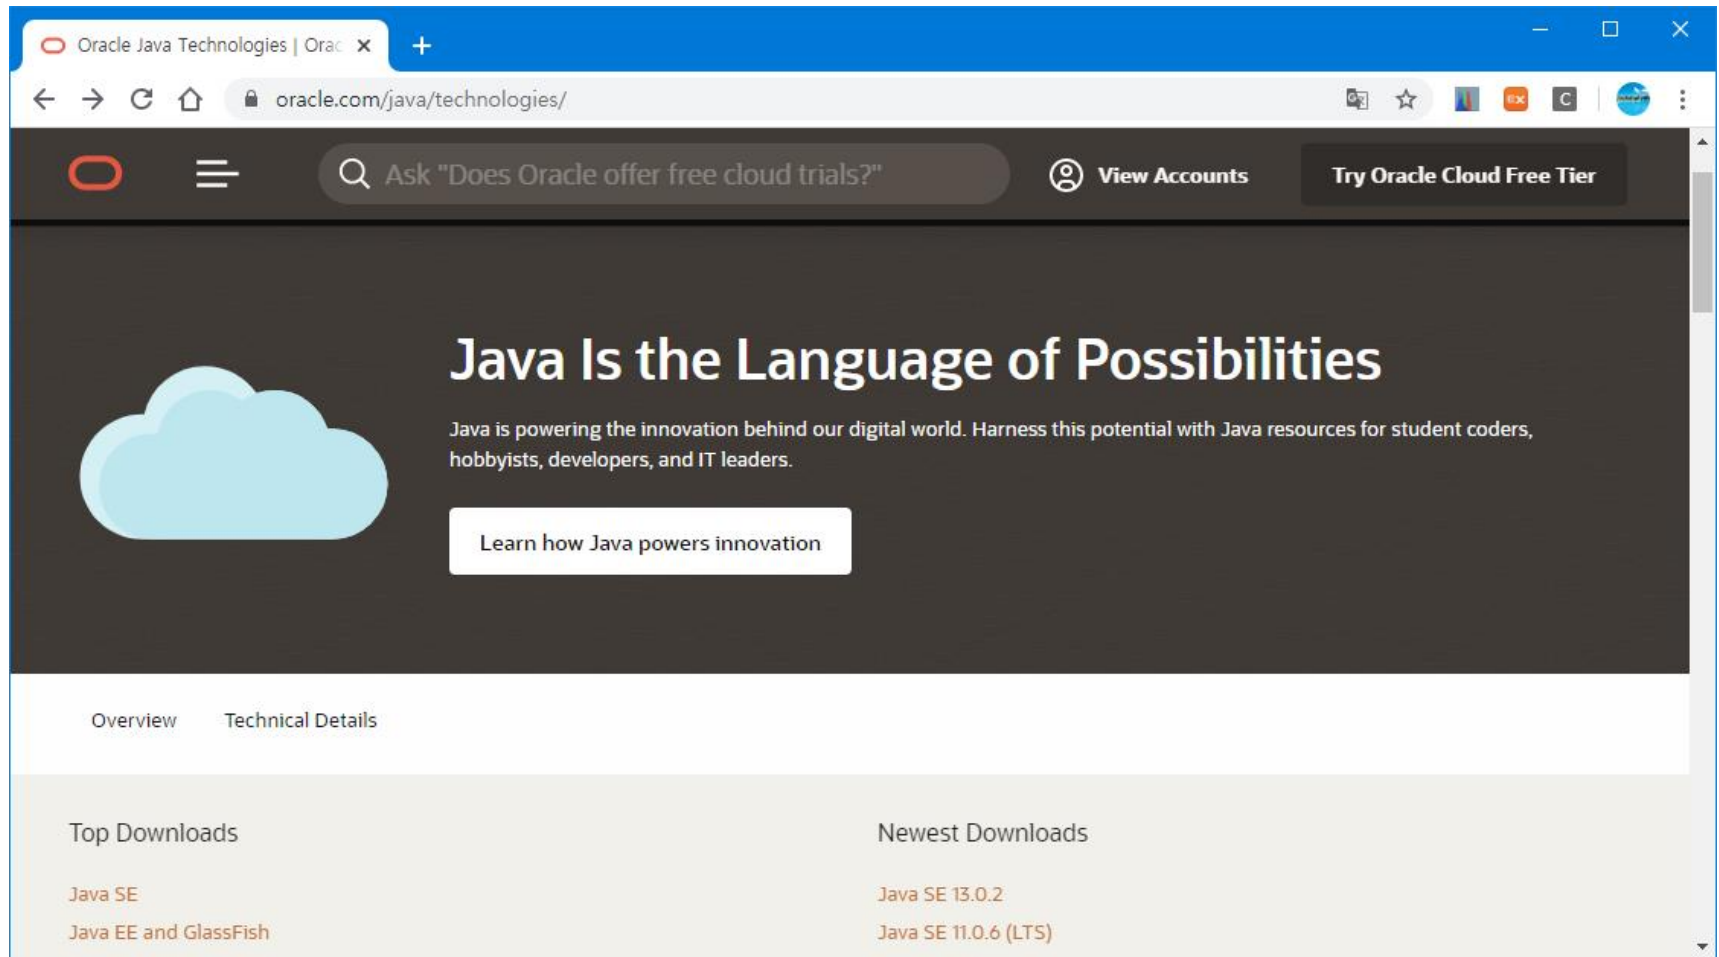 Oracle Java Technologies | Orac
oracle.com/java/technologies/
EX
C
Ask "Does Oracle offer free cloud trials?"
View Accounts
Try Oracle Cloud Free Tier
Java Is the Language of Possibilities
Java is powering the innovation behind our digital world. Harness this potential with Java resources for student coders,
hobbyists, developers, and IT leaders.
Learn how Java powers innovation
Overview
Technical Details
Top Downloads
Java SE
Java EE and GlassFish
Newest Downloads
Java SE 13.0.2
Java SE 11.0.6 (LTS)